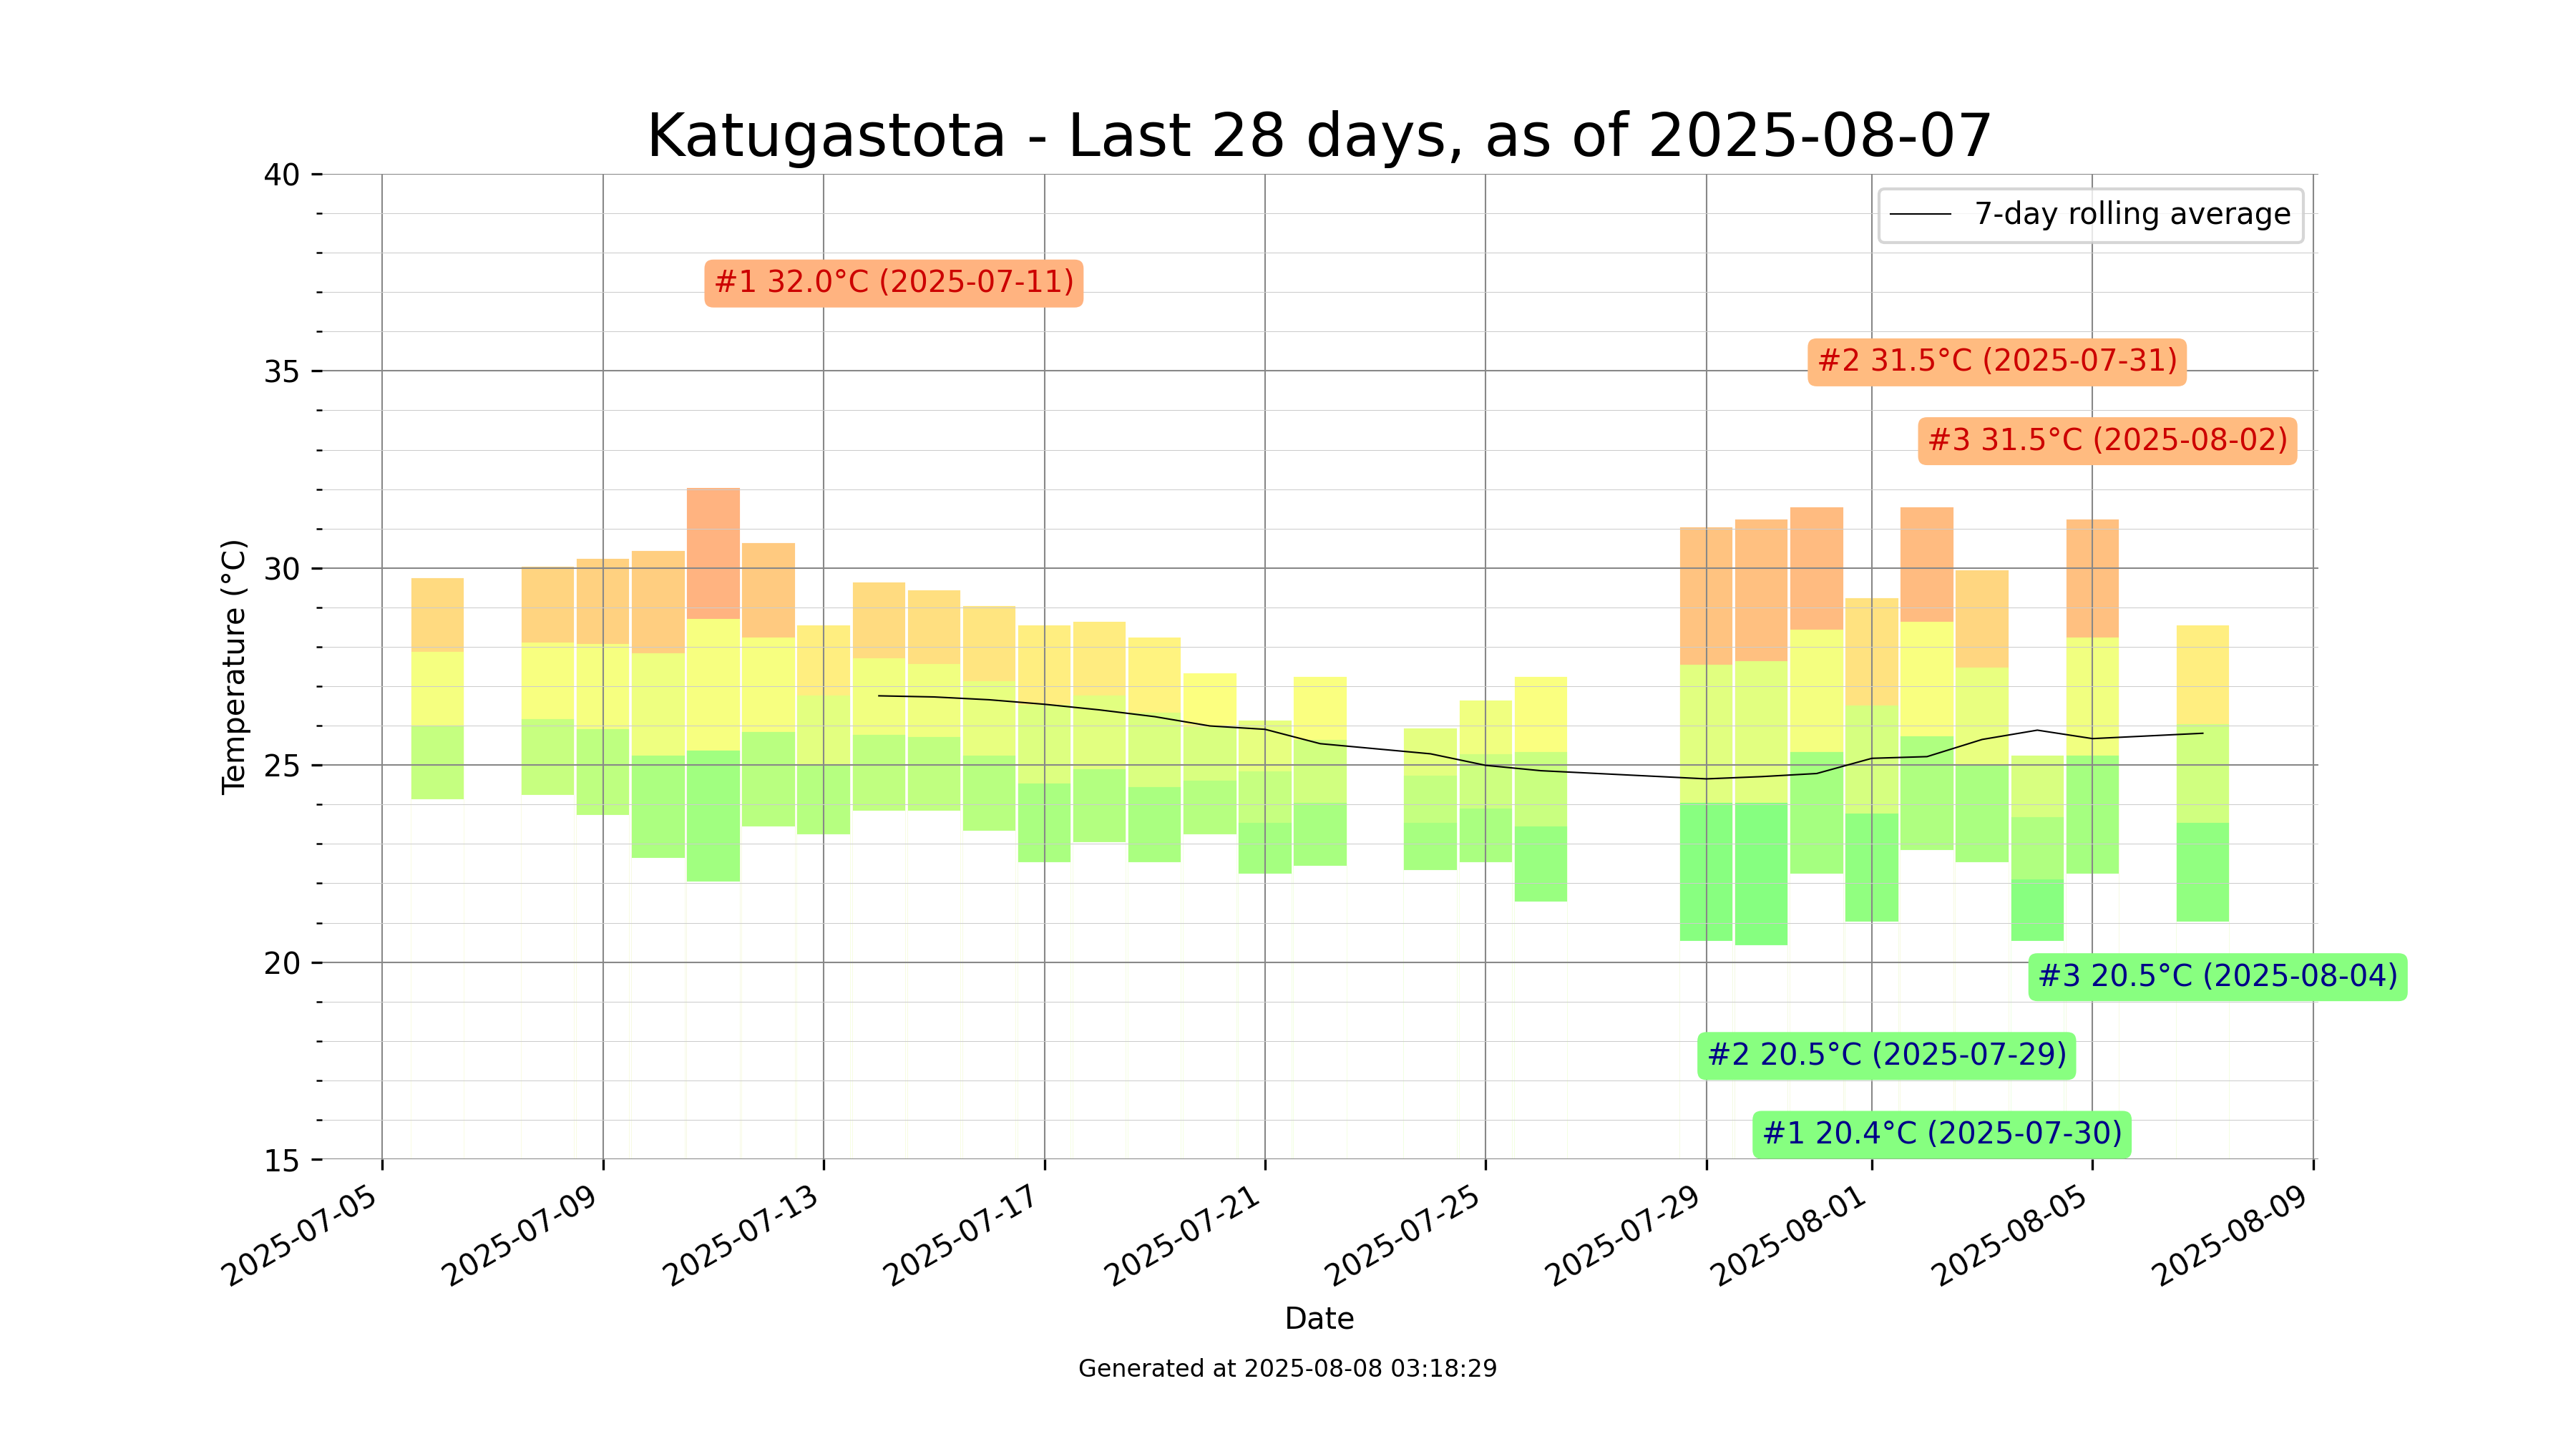 Katugastota - Last 28 days, as of 2025-08-07
7-day rolling average
#1 32.0°C (2025-07-11)
#2 31.5°C (2025-07-31)
#3 31.5°C (2025-08-02)
#3 20.5°C (2025-08-04)
#2 20.5°C (2025-07-29)
#1 20.4°C (2025-07-30)
Temperature (°C)
40
35
30
25
20
15
2025-07-05
2025-07-09
2025-07-13
2025-07-17
2025-07-21
2025-07-25
2025-07-29
2025-08-01
2025-08-05
2025-08-09
Date
Generated at 2025-08-08 03:18:29